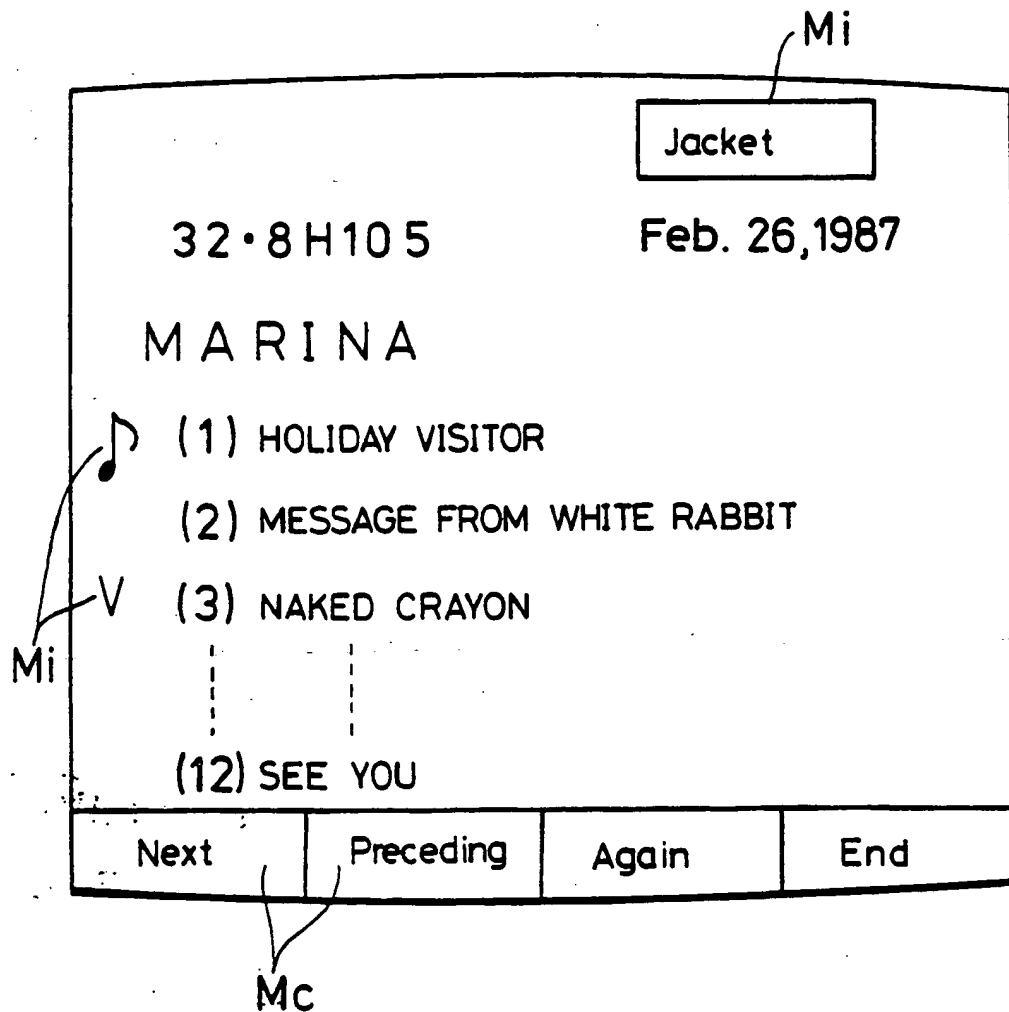 Mi
Jacket
32·8H105 Feb. 26,1987
MARINA
(1) HOLIDAY VISITOR
(2) MESSAGE FROM WHITE RABBIT
V (3) NAKED CRAYON
Mi
(12) SEE YOU
Next Preceding Again End
Mc